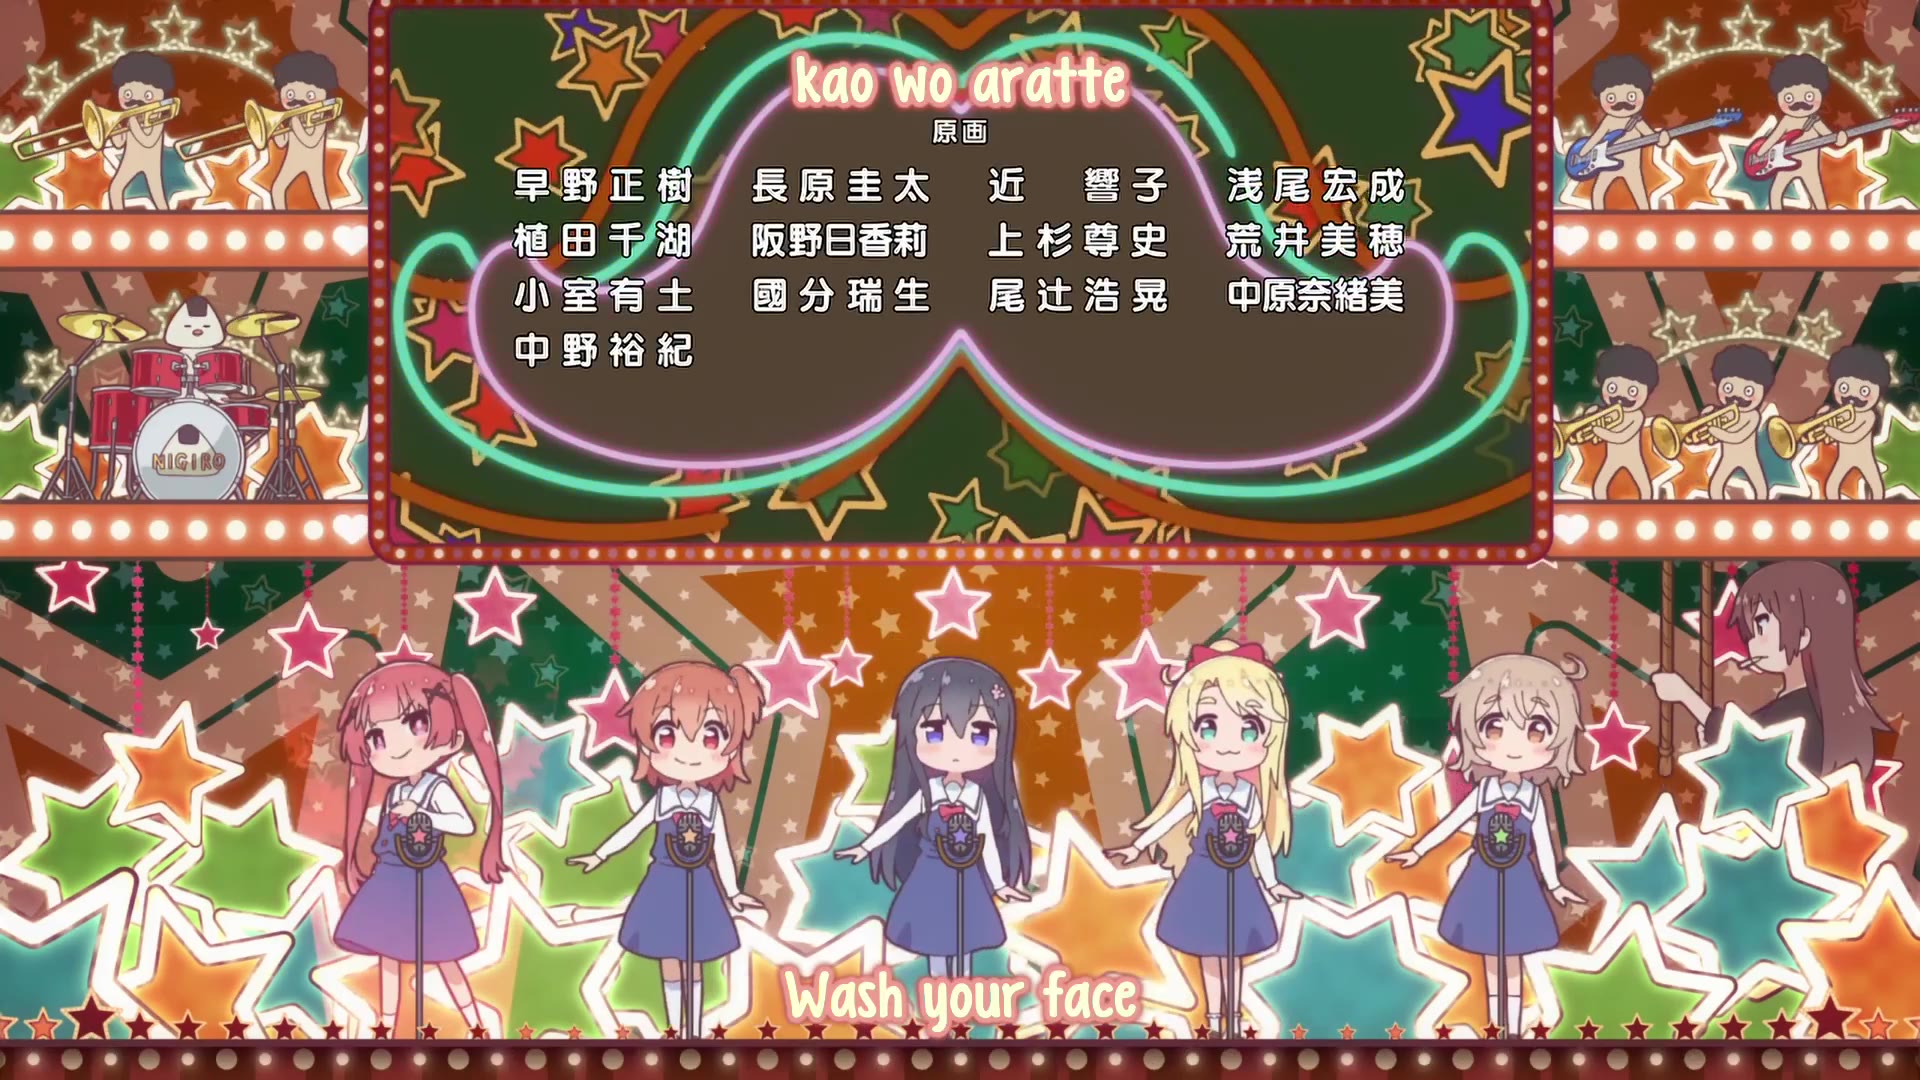 kao wo aratte
原画
早野正樹 長原圭太 近 響子 浅尾宏成
植田千湖 阪野日香莉 上杉尊史 荒井美穂
小室有土 國分瑞生 尾辻浩晃 中原奈緒美
中野裕紀
NIGIRO
Wash your face